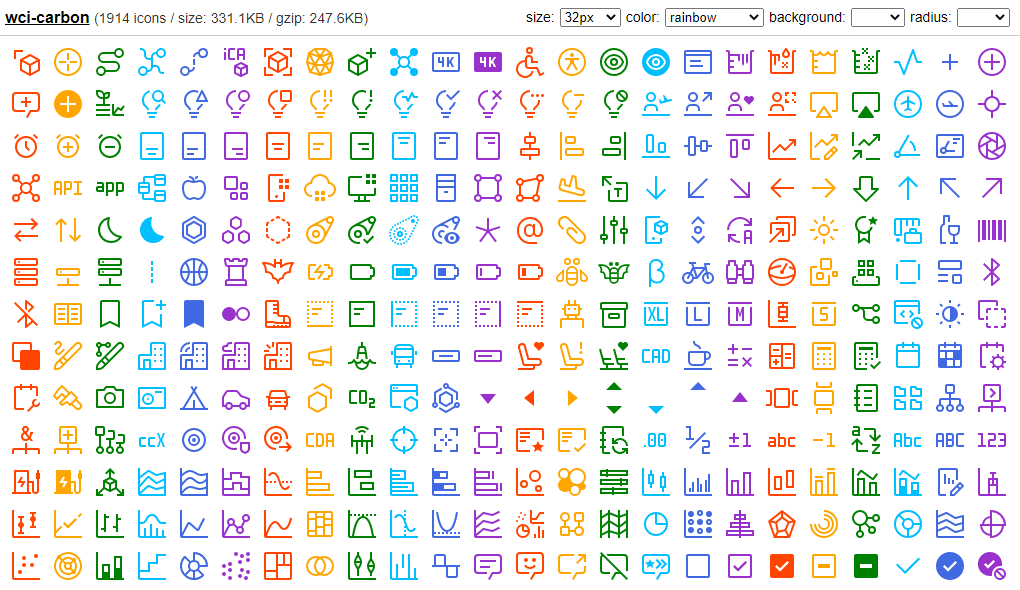 wci-carbon (1914 icons / size: 331.1KB / gzip: 247.6KB) size: 32px color: rainbow background: radius:
iCA 4K 4K
API app T
A
@
XL L M S
CAD
CO₂
& ccX CDA .00 1/2 ±1 abc -1 a z Abc ABC 123